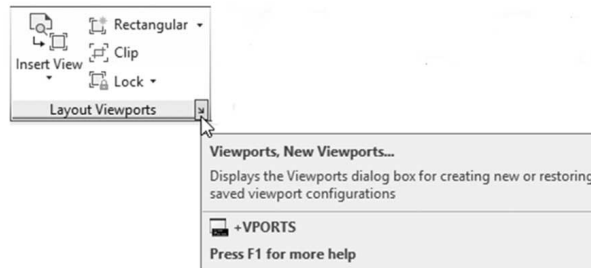 Rectangular
Clip
Insert View
Lock
Layout Viewports
Viewports, New Viewports...
Displays the Viewports dialog box for creating new or restoring
saved viewport configurations
+VPORTS
Press F1 for more help